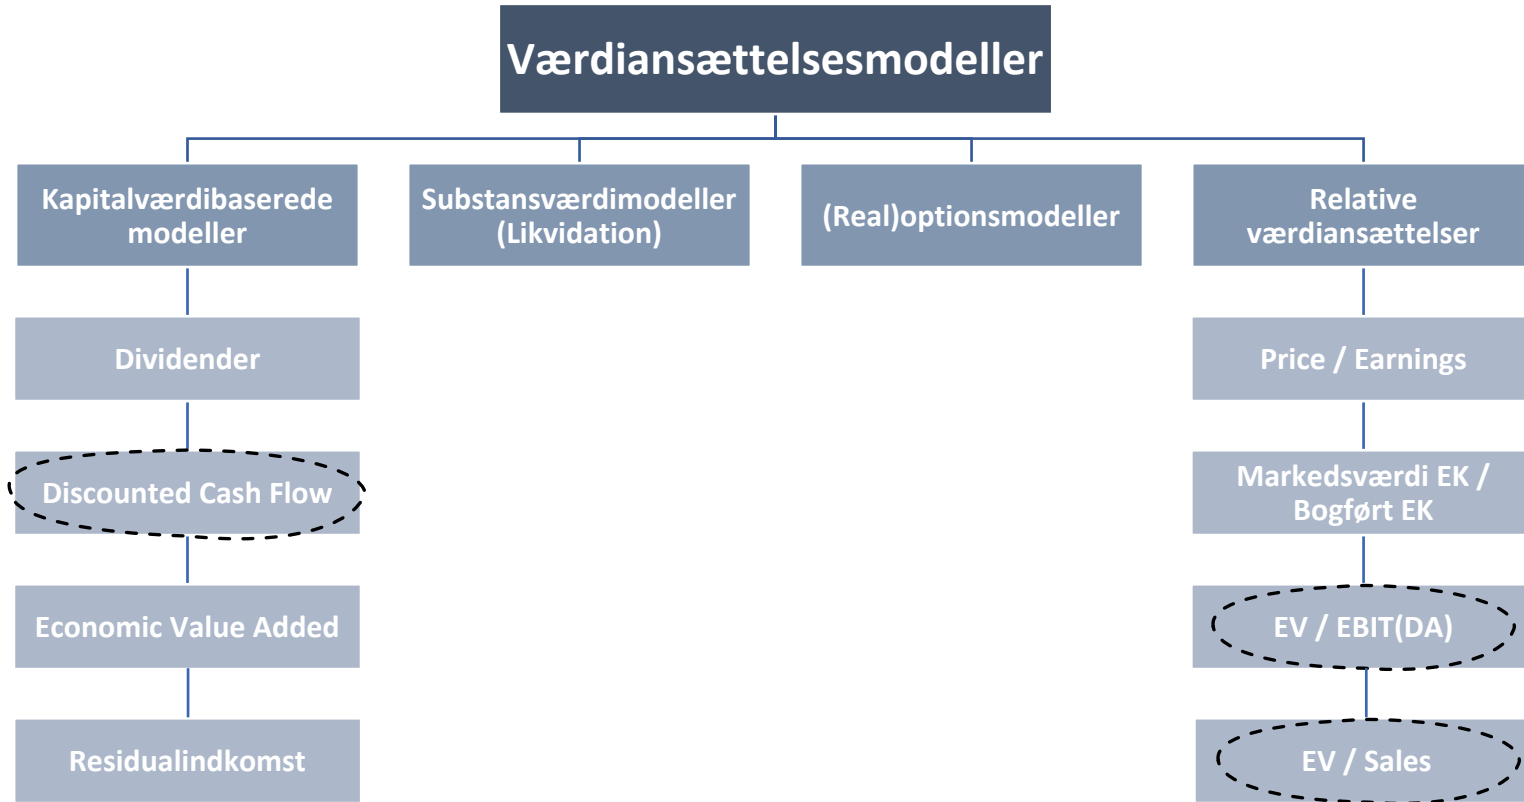 Værdiansættelsesmodeller
Kapitalværdibaserede
modeller
Substansværdimodeller
(Likvidation)
(Real)optionsmodeller
Relative
værdiansættelser
Dividender
Discounted Cash Flow
Economic Value Added
Residualindkomst
Price / Earnings
Markedsværdi EK /
Bogført EK
EV / EBIT(DA)
EV / Sales